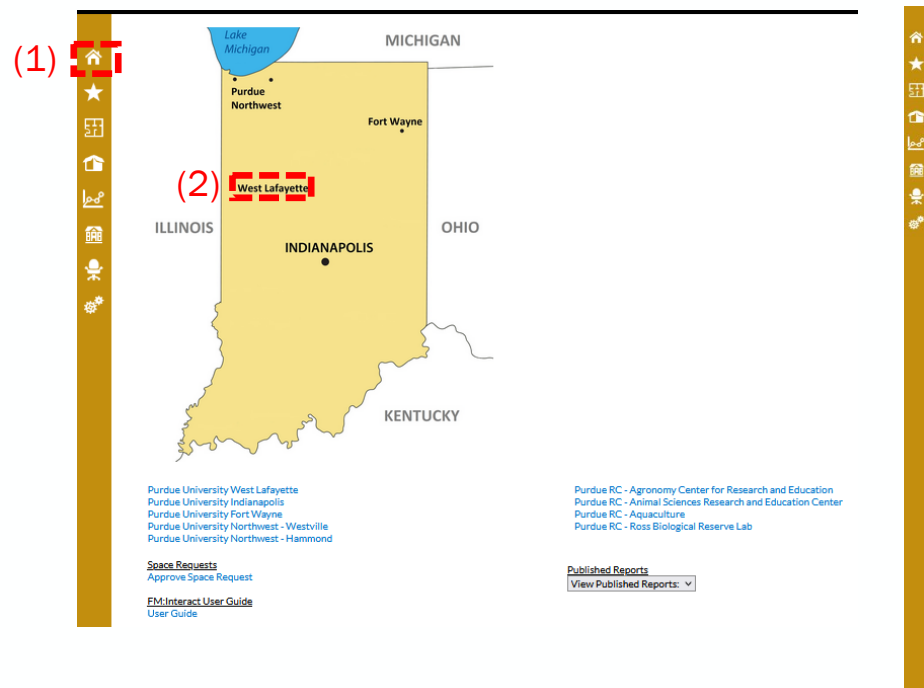 Lake
Michigan
MICHIGAN
(1)
Purdue
Northwest
Fort Wayne
(2)
West Lafayette
ILLINOIS
OHIO
INDIANAPOLIS
KENTUCKY
Purdue University West Lafayette
Purdue University Indianapolis
Purdue University Fort Wayne
Purdue University Northwest - Westville
Purdue University Northwest - Hammond
Purdue RC - Agronomy Center for Research and Education
Purdue RC - Animal Sciences Research and Education Center
Purdue RC - Aquaculture
Purdue RC - Ross Biological Reserve Lab
Space Requests
Approve Space Request
Published Reports
View Published Reports:
FM:Interact User Guide
User Guide